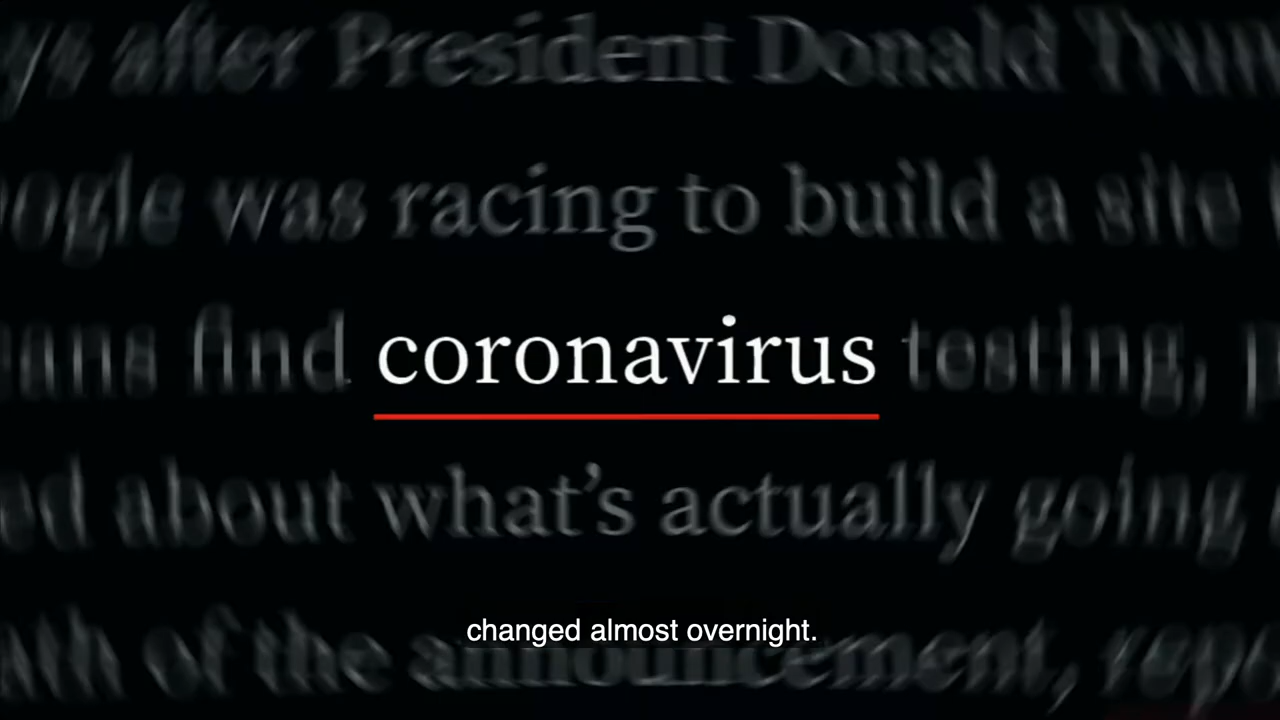 after President Donald
was racing to build a site
find coronavirus testing,
about what's actually going
of the announcement,
changed almost overnight.